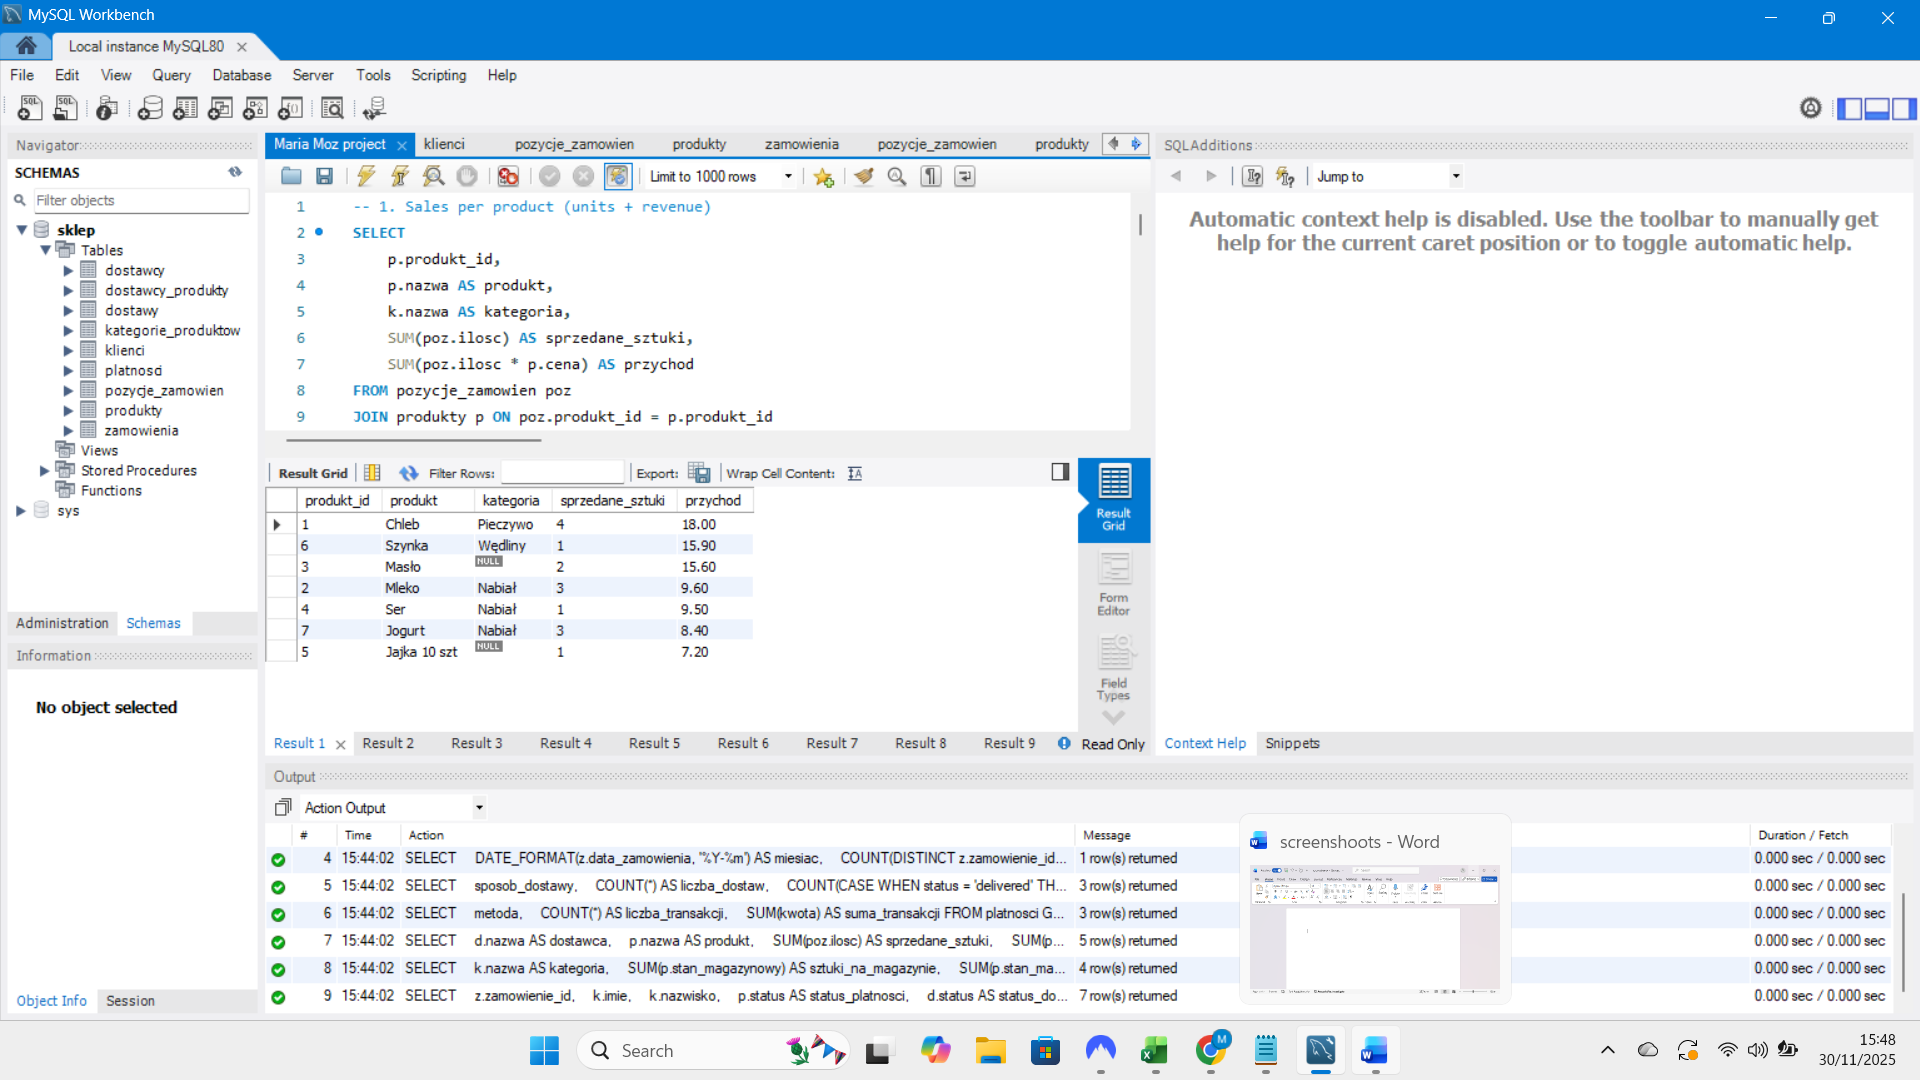 MySQL Workbench
Local instance MySQL80
File Edit View Query Database Server Tools Scripting Help
Navigator
SCHEMAS
Filter objects
sklep
Tables
dostawcy
dostawcy_produkty
dostawy
kategorie_produktow
klienci
platnosci
pozycje_zamowien
produkty
zamowienia
Views
Stored Procedures
Functions
sys
Administration Schemas
Information
No object selected
Object Info Session
Maria Moz project klienci pozycje_zamowien produkty zamowienia pozycje_zamowien produkty
Limit to 1000 rows
1 -- 1. Sales per product (units + revenue)
2 SELECT
3 p.produkt_id,
4 p.nazwa AS produkt,
5 k.nazwa AS kategoria,
6 SUM(poz.ilosc) AS sprzedane_sztuki,
7 SUM(poz.ilosc * p.cena) AS przychod
8 FROM pozycje_zamowien poz
9 JOIN produkty p ON poz.produkt_id = p.produkt_id
Result Grid Filter Rows: Export: Wrap Cell Content:
produkt_id produkt kategoria sprzedane_sztuki przychod
1 Chleb Pieczywo 4 18.00
6 Szynka Wędliny 1 15.90
3 Masło NULL 2 15.60
2 Mleko Nabiał 3 9.60
4 Ser Nabiał 1 9.50
7 Jogurt Nabiał 3 8.40
5 Jajka 10 szt NULL 1 7.20
Result Grid
Form Editor
Field Types
Result 1 Result 2 Result 3 Result 4 Result 5 Result 6 Result 7 Result 8 Result 9 Read Only
SQLAdditions
Jump to
Automatic context help is disabled. Use the toolbar to manually get
help for the current caret position or to toggle automatic help.
Context Help Snippets
Output
Action Output
# Time Action Message Duration / Fetch
4 15:44:02 SELECT DATE_FORMAT(z.data_zamowienia, '%Y-%m') AS miesiac, COUNT(DISTINCT z.zamowienie_id... 1 row(s) returned 0.000 sec / 0.000 sec
5 15:44:02 SELECT sposob_dostawy, COUNT(*) AS liczba_dostaw, COUNT(CASE WHEN status = 'delivered' TH... 3 row(s) returned 0.000 sec / 0.000 sec
6 15:44:02 SELECT metoda, COUNT(*) AS liczba_transakcji, SUM(kwota) AS suma_transakcji FROM platnosci G... 3 row(s) returned 0.000 sec / 0.000 sec
7 15:44:02 SELECT d.nazwa AS dostawca, p.nazwa AS produkt, SUM(poz.ilosc) AS sprzedane_sztuki, SUM(p... 5 row(s) returned 0.000 sec / 0.000 sec
8 15:44:02 SELECT k.nazwa AS kategoria, SUM(p.stan_magazynowy) AS sztuki_na_magazynie, SUM(p.stan_ma... 4 row(s) returned 0.000 sec / 0.000 sec
9 15:44:02 SELECT z.zamowienie_id, k.imie, k.nazwisko, p.status AS status_platnosci, d.status AS status_do... 7 row(s) returned 0.000 sec / 0.000 sec
screenshoots - Word
Search
15:48
30/11/2025